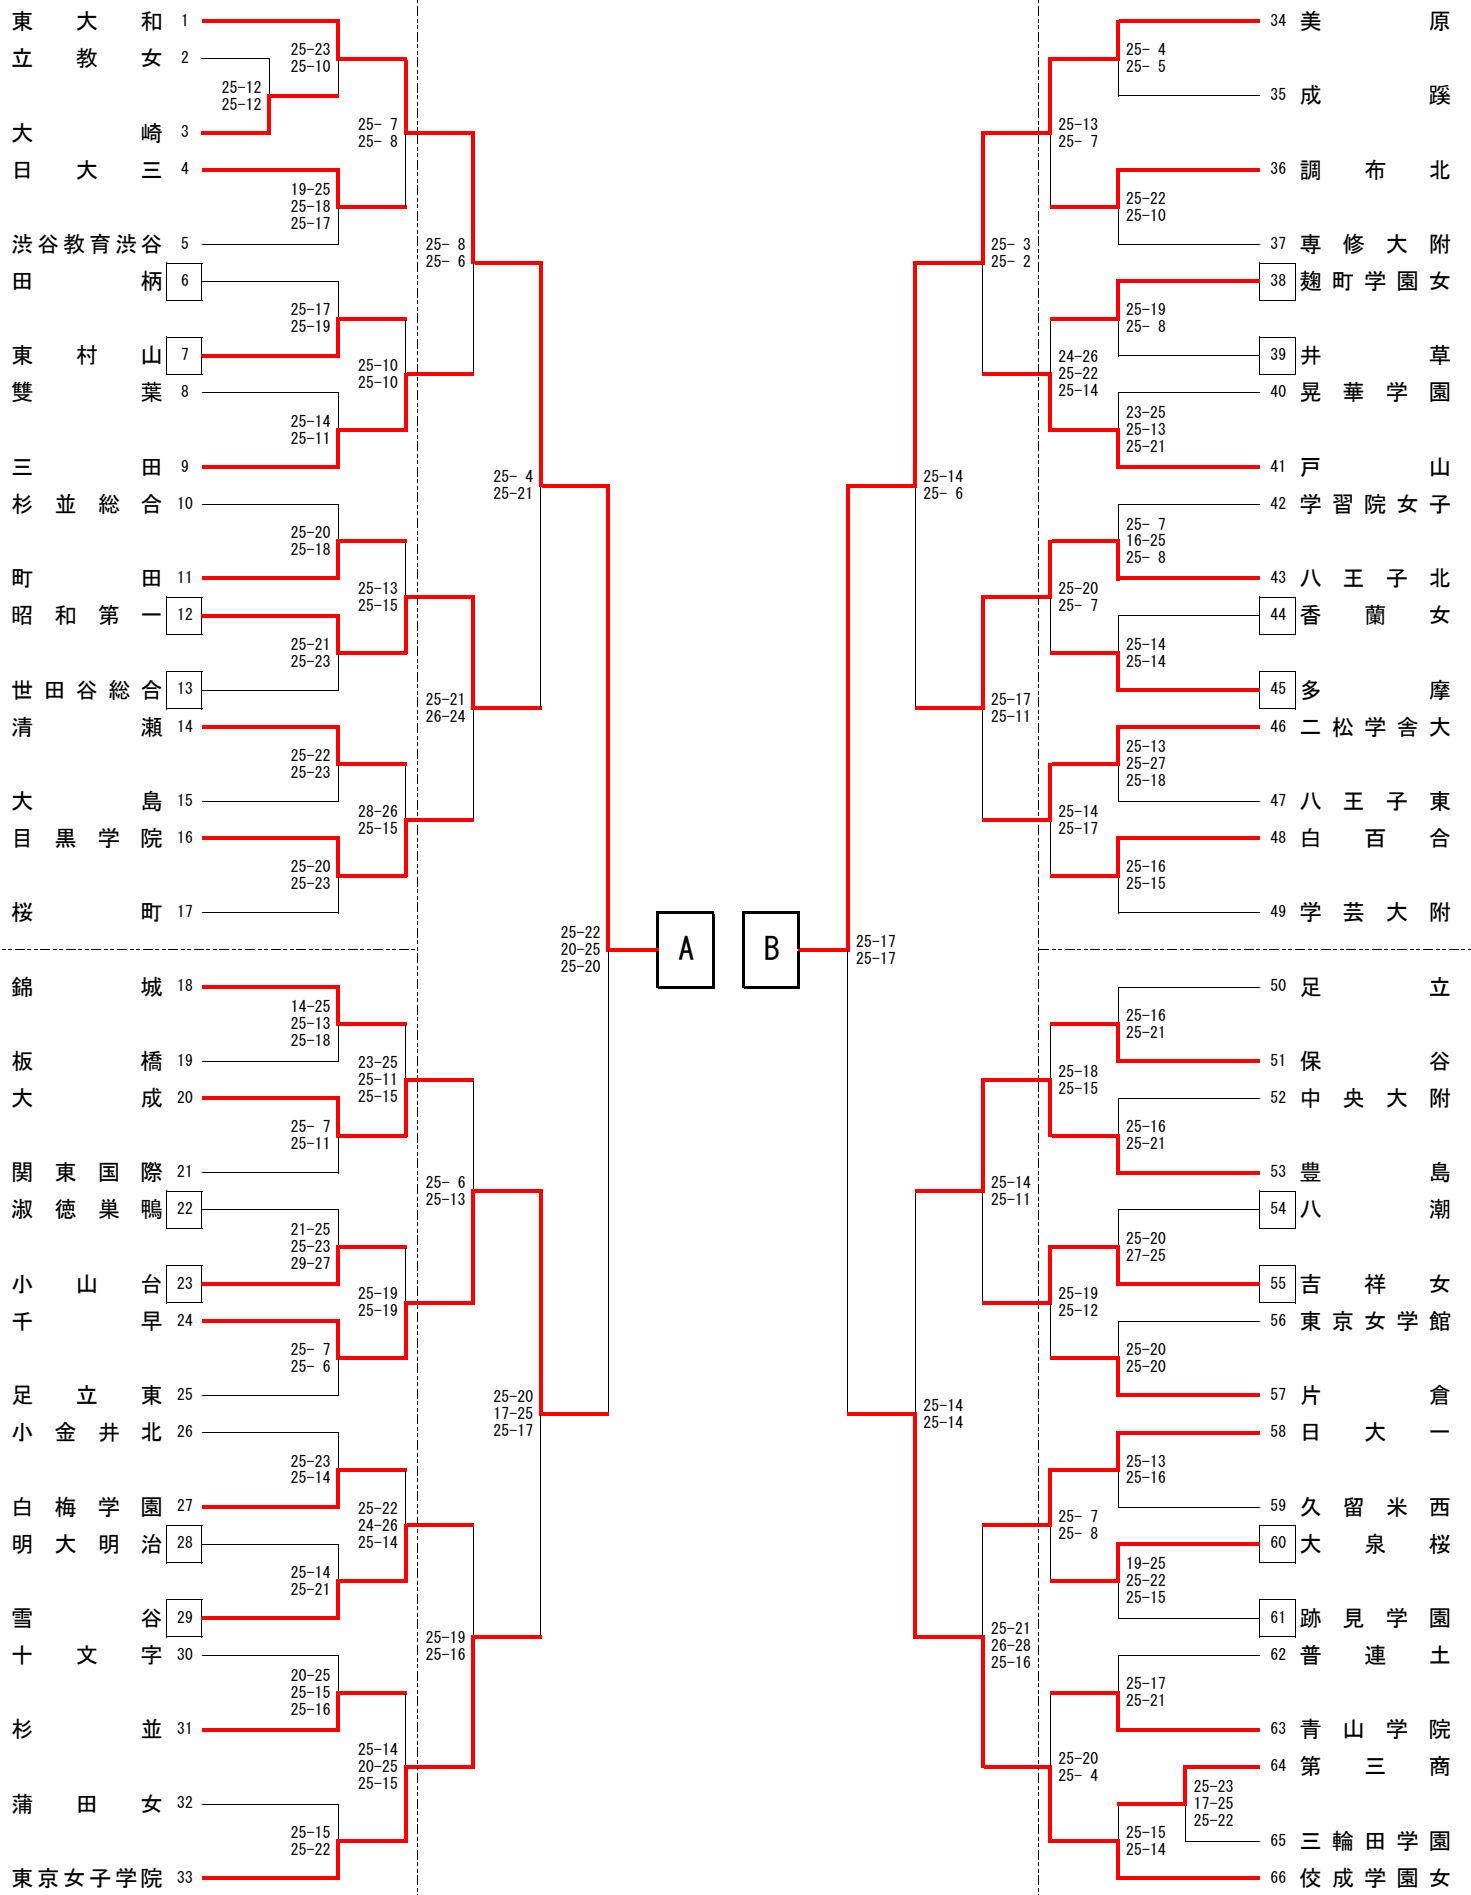 東大和 1
立教女 2
大崎 3
日大三 4
渋谷教育渋谷 5
田柄 6
東村山 7
雙葉 8
三田 9
杉並総合 10
町田 11
昭和第一 12
世田谷総合 13
清瀬 14
大島 15
目黒学院 16
桜町 17
錦城 18
板橋 19
大成 20
関東国際 21
淑徳巣鴨 22
小山台 23
千早 24
足立東 25
小金井北 26
白梅学園 27
明大明治 28
雪谷 29
十文字 30
杉並 31
蒲田女 32
東京女子学院 33
25-23
25-10
25-12
25-12
19-25
25-18
25-17
25-17
25-19
25-14
25-11
25-20
25-18
25-21
25-23
25-22
25-23
25-20
25-23
14-25
25-13
25-18
25- 7
25-11
21-25
25-23
29-27
25- 7
25- 6
25-23
25-14
25-14
25-21
20-25
25-15
25-16
25-15
25-22
25- 7
25- 8
25-10
25-10
25-13
25-15
28-26
25-15
23-25
25-11
25-15
25-19
25-19
25-22
24-26
25-14
25-14
20-25
25-15
25- 8
25- 6
25-21
26-24
25- 6
25-13
25-19
25-16
25- 4
25-21
25-20
17-25
25-17
25-22
20-25
25-20
A
B
25-17
25-17
25-14
25- 6
25-14
25-14
25- 3
25- 2
25-17
25-11
25-14
25-11
25-21
26-28
25-16
25-13
25- 7
24-26
25-22
25-14
25-20
25- 7
25-14
25-17
25-18
25-15
25-19
25-12
25- 7
25- 8
25-20
25- 4
25- 4
25- 5
25-22
25-10
25-19
25- 8
23-25
25-13
25-21
25- 7
16-25
25- 8
25-14
25-14
25-13
25-27
25-18
25-16
25-15
25-16
25-21
25-16
25-21
25-20
27-25
25-20
25-20
25-13
25-16
19-25
25-22
25-15
25-17
25-21
25-23
17-25
25-22
25-15
25-14
34 美原
35 成蹊
36 調布北
37 専修大附
38 麹町学園女
39 井草
40 晃華学園
41 戸山
42 学習院女子
43 八王子北
44 香蘭女
45 多摩
46 二松学舎大
47 八王子東
48 白百合
49 学芸大附
50 足立
51 保谷
52 中央大附
53 豊島
54 八潮
55 吉祥女
56 東京女学館
57 片倉
58 日大一
59 久留米西
60 大泉桜
61 跡見学園
62 普連土
63 青山学院
64 第三商
65 三輪田学園
66 佼成学園女